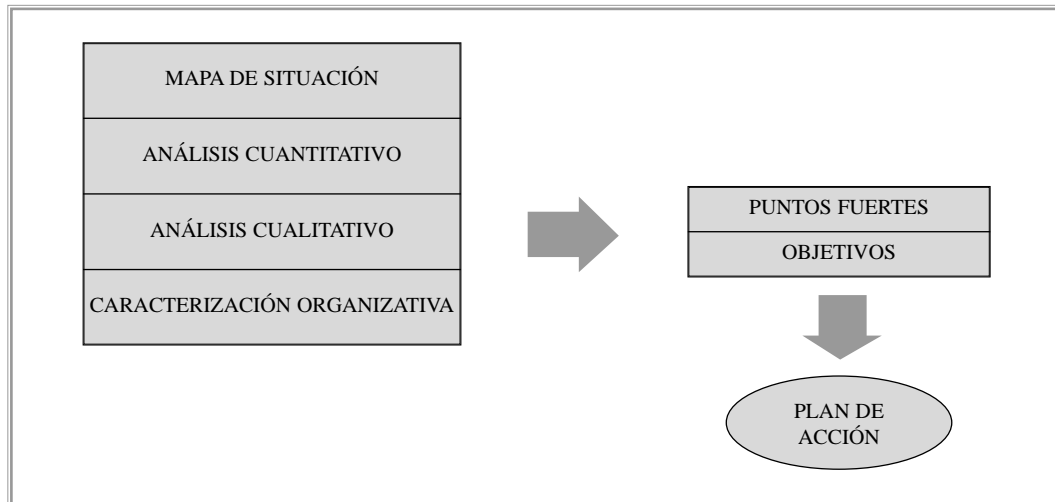 MAPA DE SITUACIÓN
ANÁLISIS CUANTITATIVO
ANÁLISIS CUALITATIVO
CARACTERIZACIÓN ORGANIZATIVA
PUNTOS FUERTES
OBJETIVOS
PLAN DE
ACCIÓN